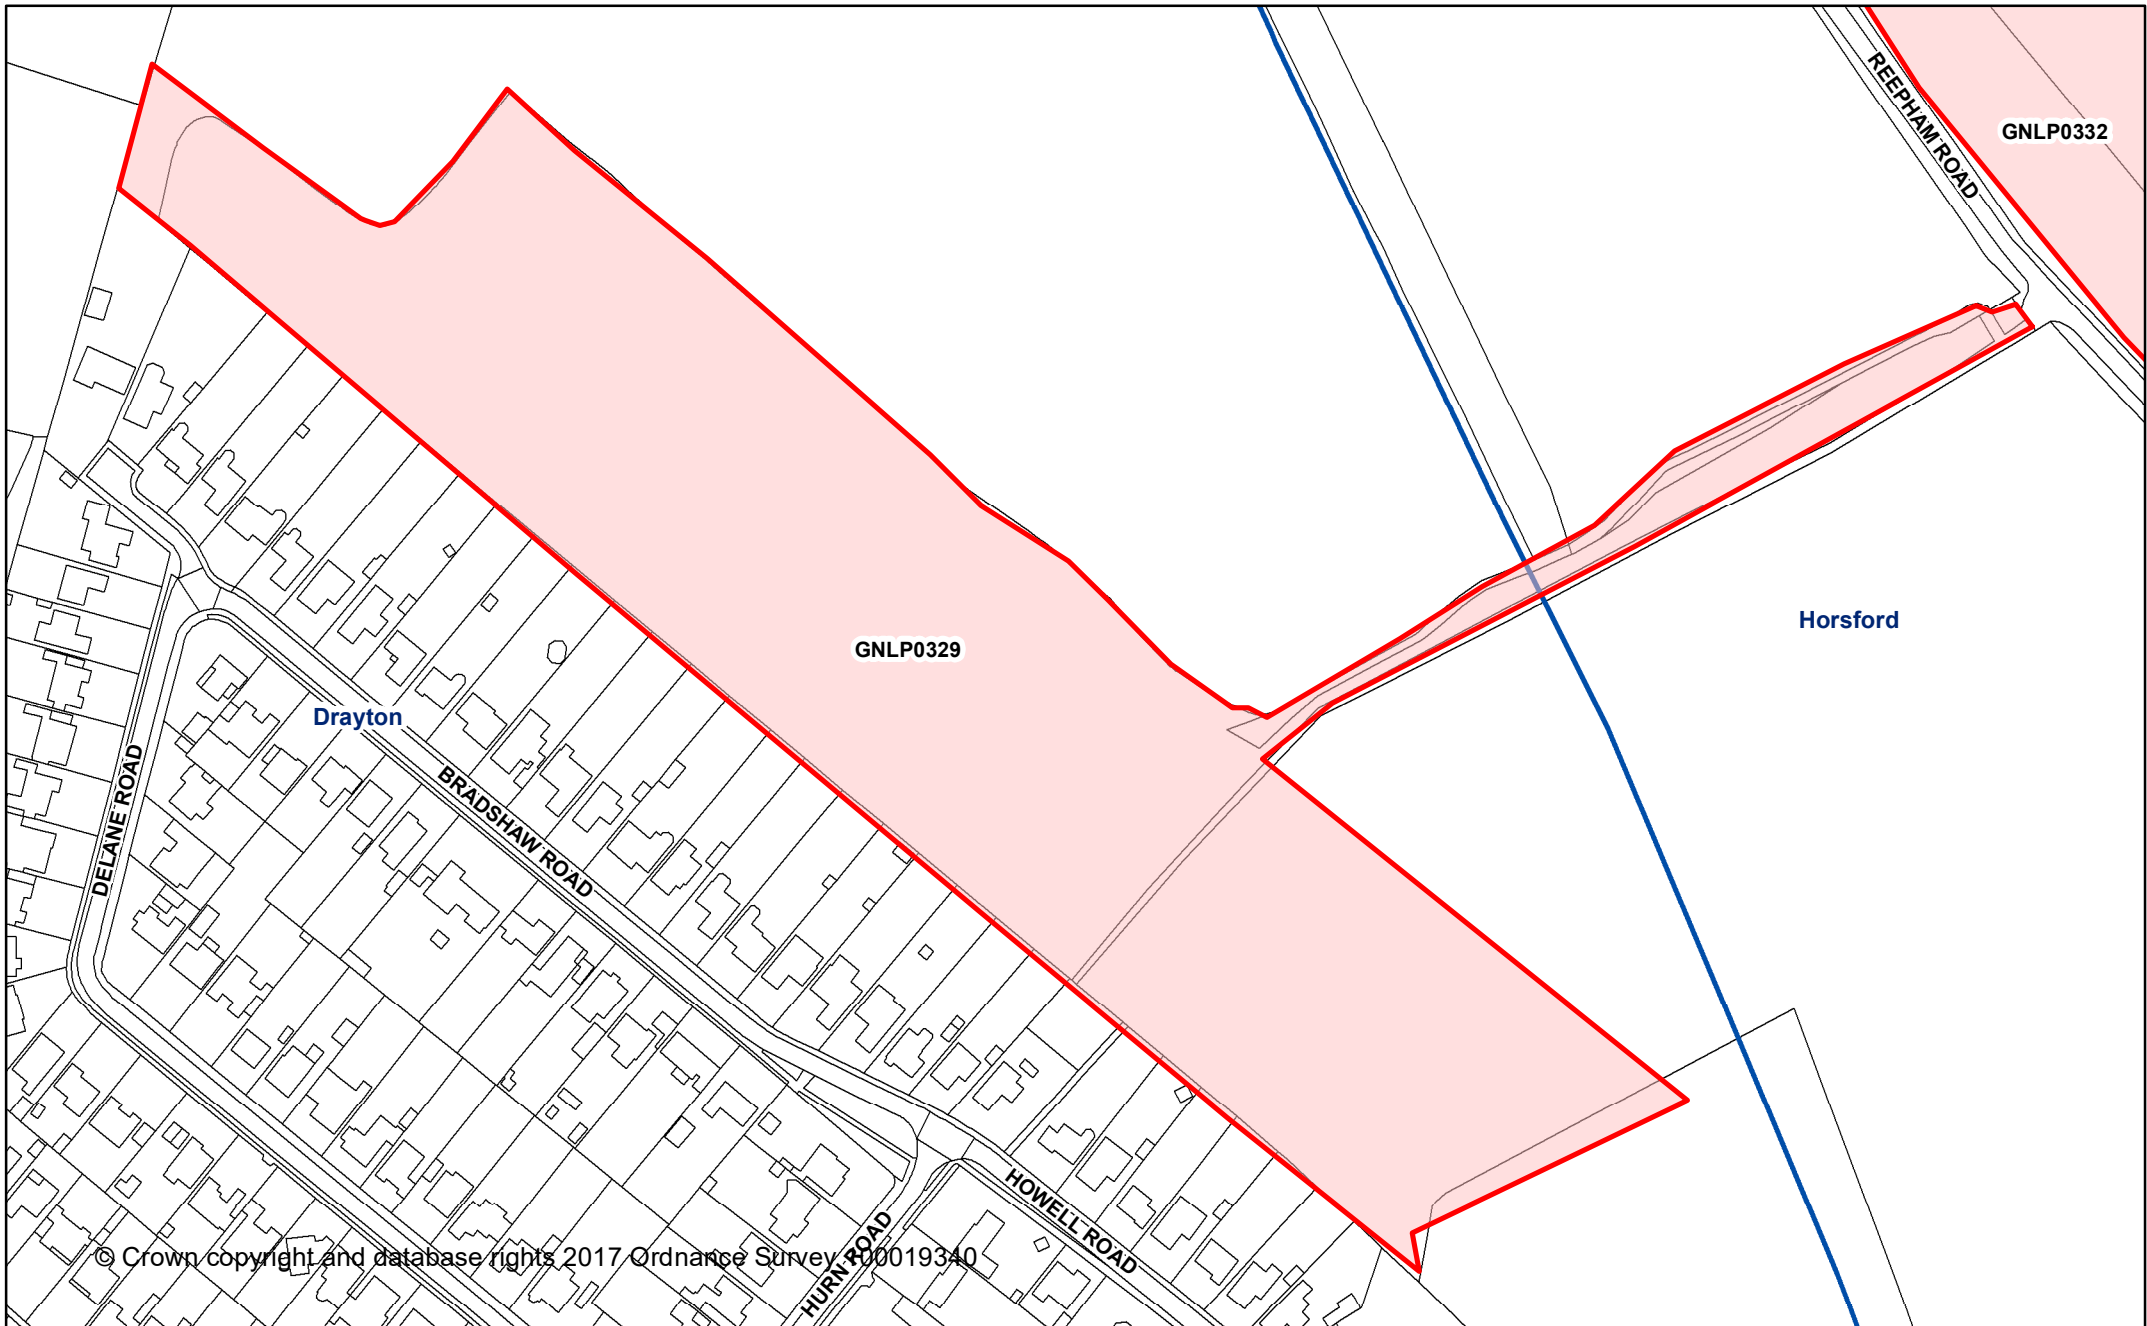 REEPHAM ROAD
GNLP0332
Horsford
GNLP0329
Drayton
DELANE ROAD
BRADSHAW ROAD
HOWELL ROAD
HURN ROAD
© Crown copyright and database rights 2017 Ordnance Survey 100019340